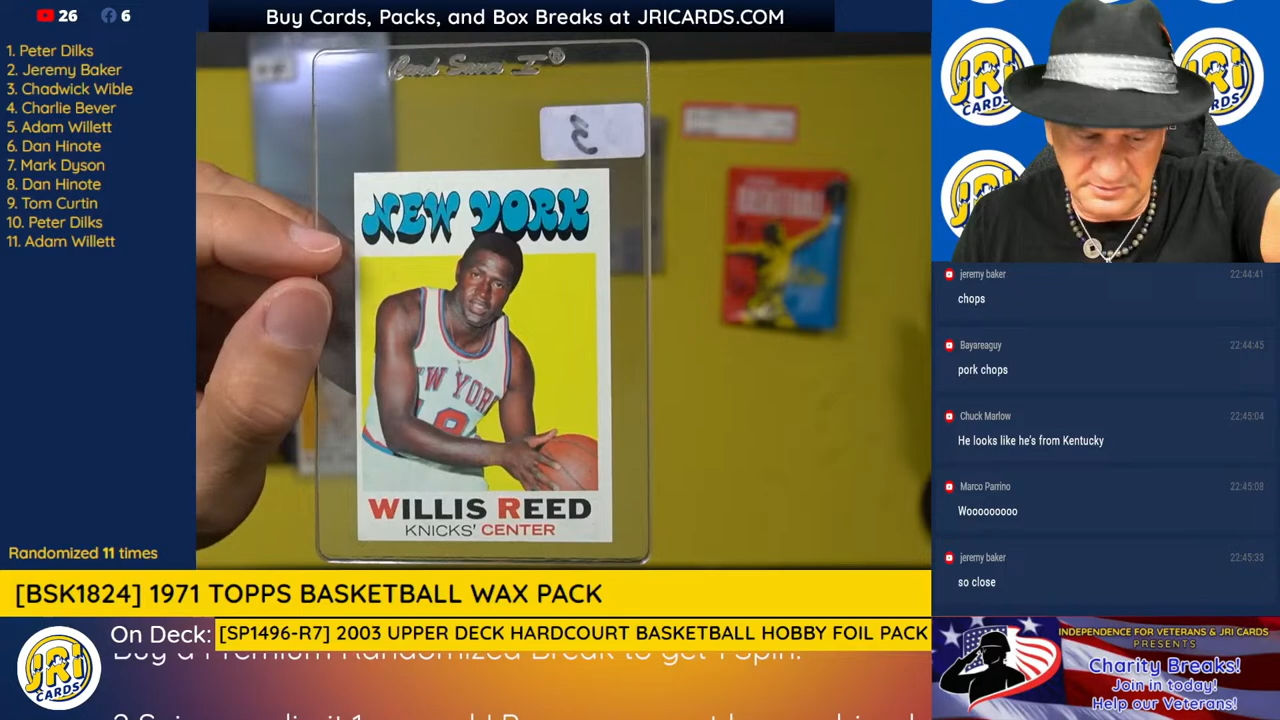 26 6
Buy Cards, Packs, and Box Breaks at JRICARDS.COM
1. Peter Dilks
2. Jeremy Baker
3. Chadwick Wible
4. Charlie Bever
5. Adam Willett
6. Dan Hinote
7. Mark Dyson
8. Dan Hinote
9. Tom Curtin
10. Peter Dilks
11. Adam Willett
Randomized 11 times
Card Saver I®
NEW YORK
W YORK
WILLIS REED
KNICKS' CENTER
BASKETBALL
JRI
CARDS
JRI
CARDS
jeremy baker 22:44:41
chops
Bayareaguy 22:44:45
pork chops
Chuck Marlow 22:45:04
He looks like he's from Kentucky
Marco Parrino 22:45:08
Wooooooooo
jeremy baker 22:45:33
so close
[BSK1824] 1971 TOPPS BASKETBALL WAX PACK
On Deck: [SP1496-R7] 2003 UPPER DECK HARDCOURT BASKETBALL HOBBY FOIL PACK
Buy a Premium Randomized Break to get 1 Spin!
JRI
CARDS
INDEPENDENCE FOR VETERANS & JRI CARDS
PRESENTS
Charity Breaks!
Join in today!
Help our Veterans!